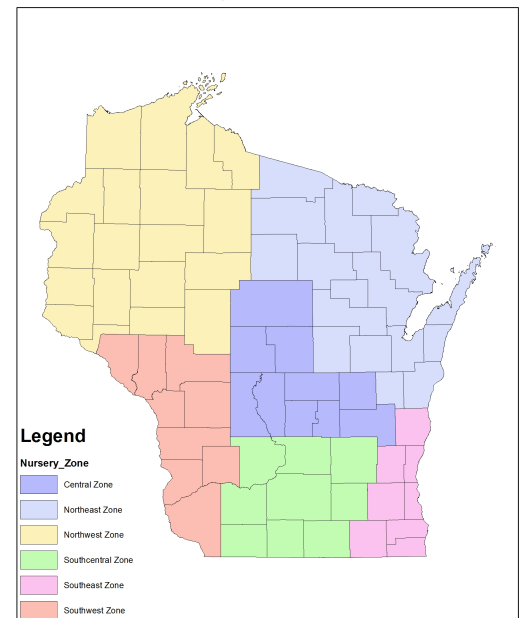 Legend
Nursery_Zone
Central Zone
Northeast Zone
Northwest Zone
Southcentral Zone
Southeast Zone
Southwest Zone